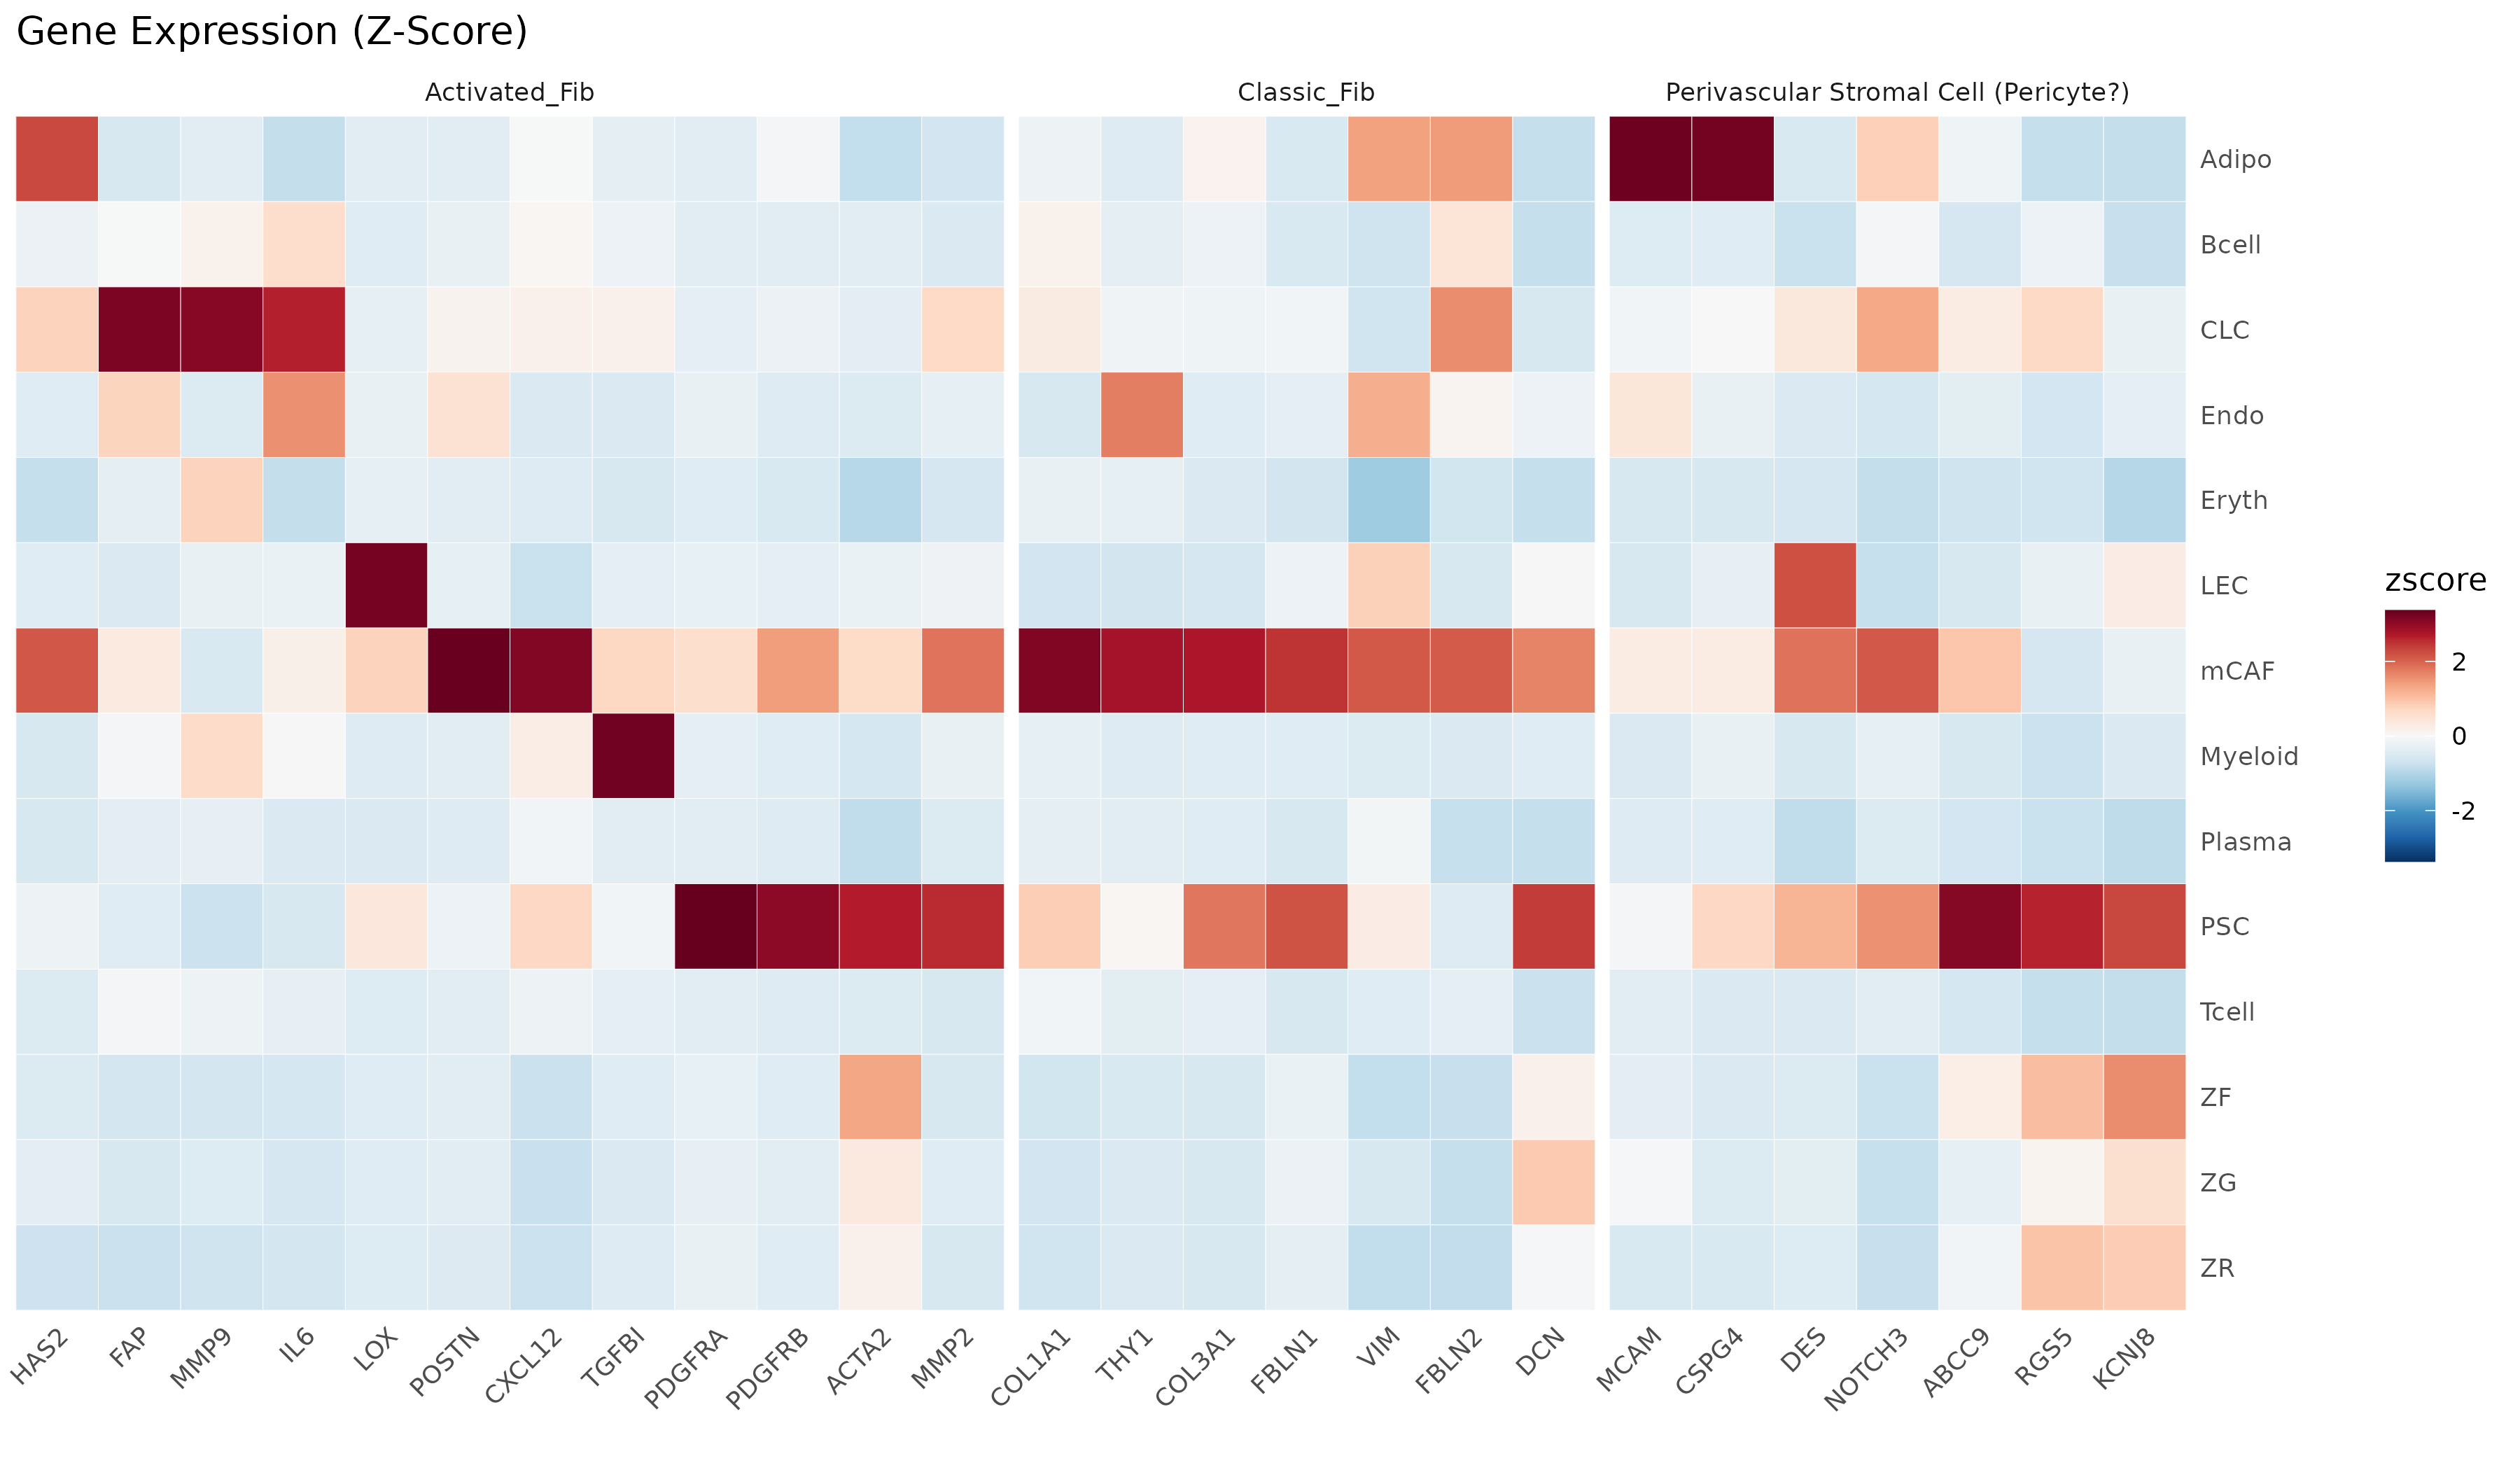 Gene Expression (Z-Score)
Activated_Fib
Classic_Fib
Perivascular Stromal Cell (Pericyte?)
Adipo
Bcell
CLC
Endo
Eryth
LEC
mCAF
Myeloid
Plasma
PSC
Tcell
ZF
ZG
ZR
zscore
2
0
-2
HAS2
FAP
MMP9
IL6
LOX
POSTN
CXCL12
TGFBI
PDGFRA
PDGFRB
ACTA2
MMP2
COL1A1
THY1
COL3A1
FBLN1
VIM
FBLN2
DCN
MCAM
CSPG4
DES
NOTCH3
ABCC9
RGS5
KCNJ8